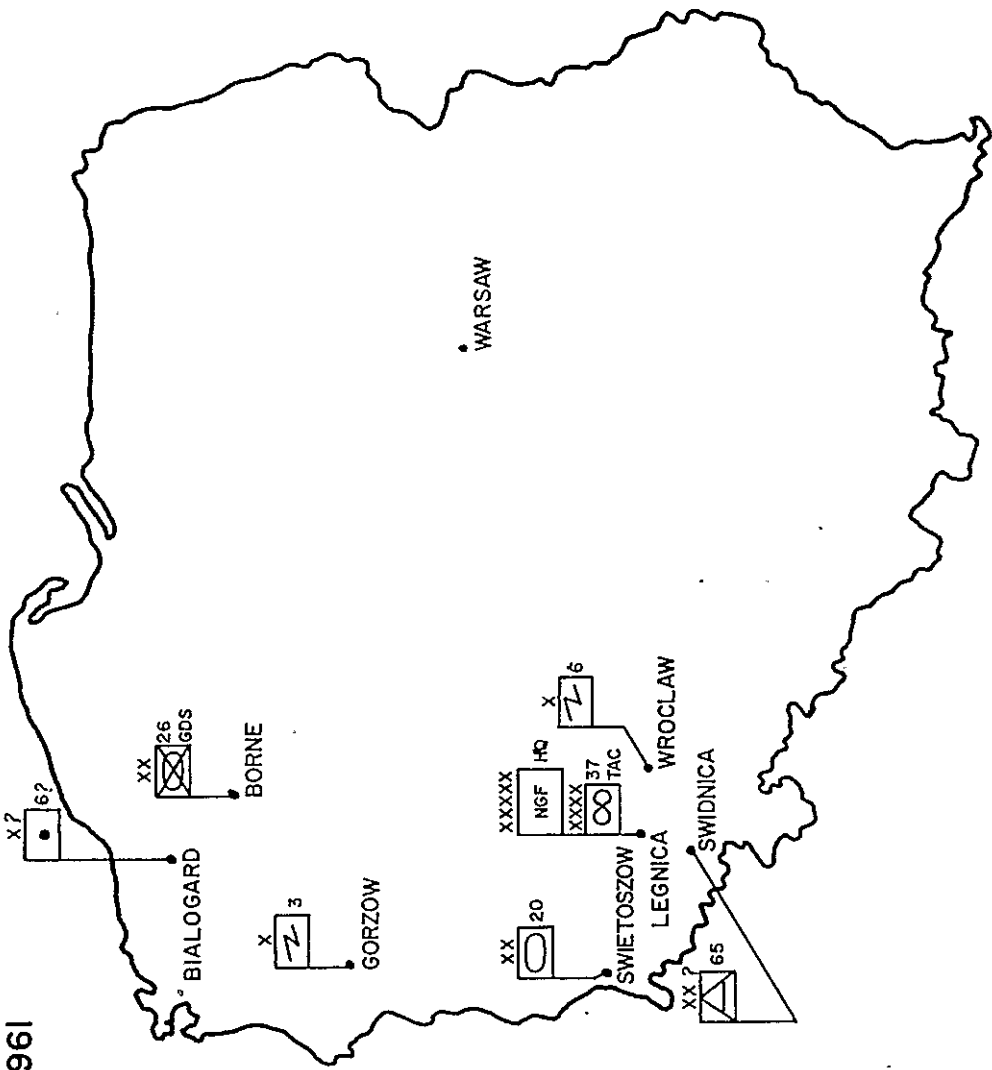 1961
X?
6?
BIALOGARD
XX
26
GDS
BORNE
X
3
GORZOW
WARSAW
XX
20
SWIETOSZOW
XXXXX
NGF
HQ
XXXX
37
TAC
LEGNICA
X
6
WROCLAW
XX?
65
SWIDNICA